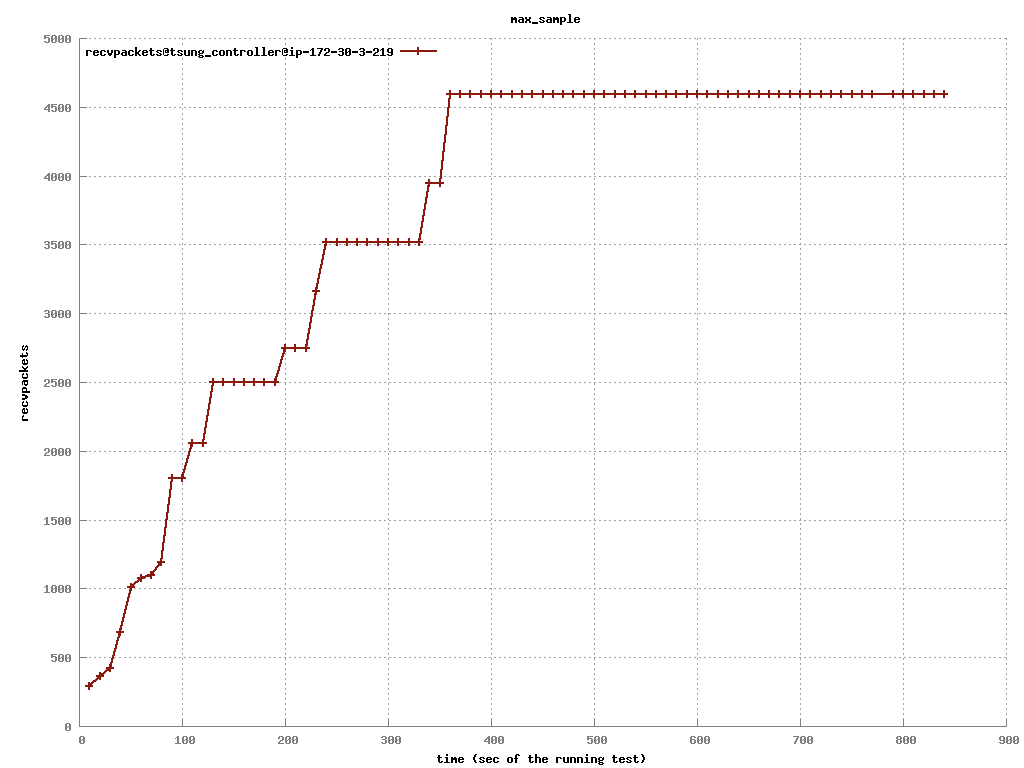 max_sample
5000
recvpackets@tsung_controller@ip-172-30-3-219
4500
4000
3500
3000
recvpackets
2500
2000
1500
1000
500
0
0 100 200 300 400 500 600 700 800 900
time (sec of the running test)